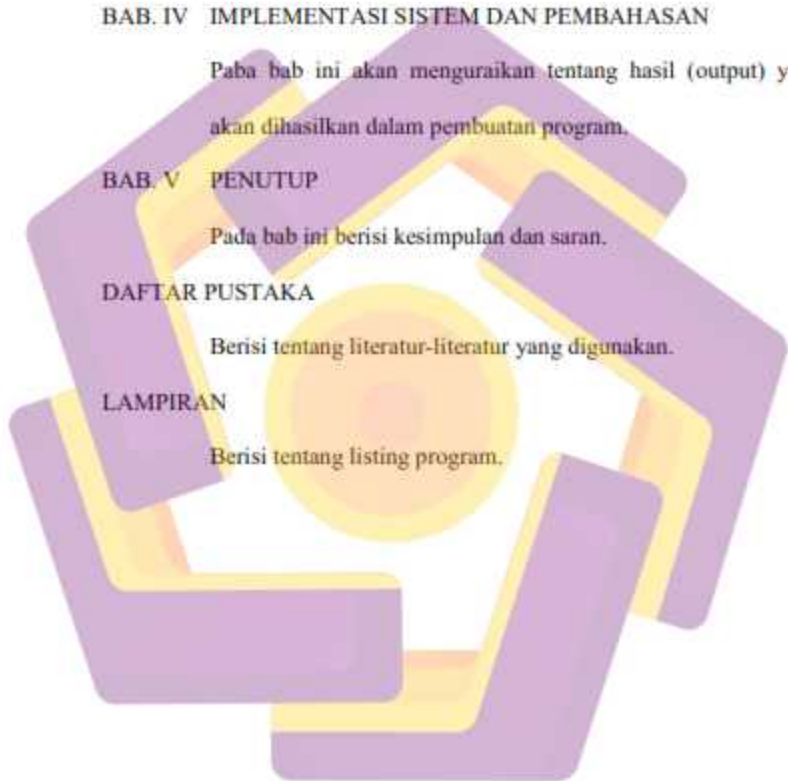 BAB. IV IMPLEMENTASI SISTEM DAN PEMBAHASAN
Paba bab ini akan menguraikan tentang hasil (output) y
akan dihasilkan dalam pembuatan program.
BAB. V PENUTUP
Pada bab ini berisi kesimpulan dan saran.
DAFTAR PUSTAKA
Berisi tentang literatur-literatur yang digunakan.
LAMPIRAN
Berisi tentang listing program.